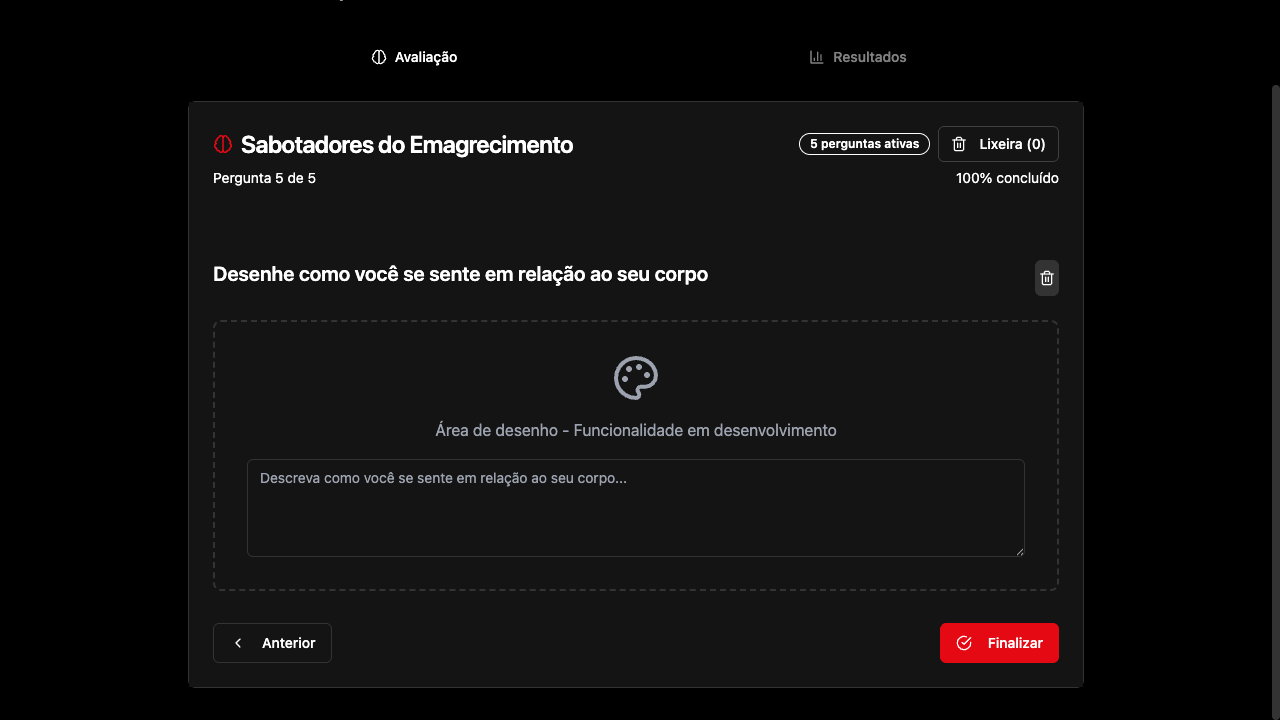 Avaliação
Resultados
Sabotadores do Emagrecimento
5 perguntas ativas
Lixeira (0)
Pergunta 5 de 5
100% concluído
Desenhe como você se sente em relação ao seu corpo
Área de desenho - Funcionalidade em desenvolvimento
Descreva como você se sente em relação ao seu corpo...
Anterior
Finalizar